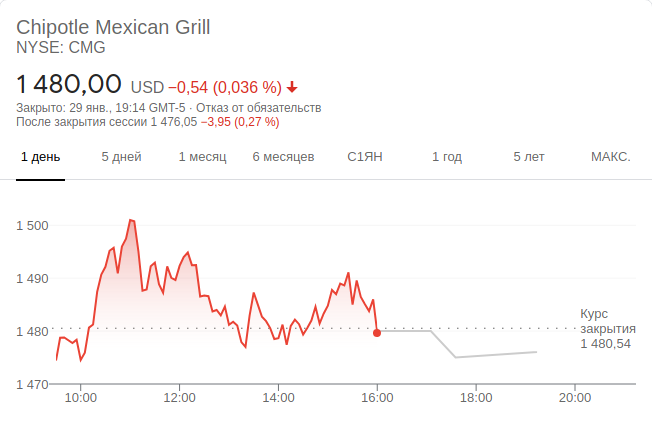 Chipotle Mexican Grill
NYSE: CMG
1 480,00 USD −0,54 (0,036 %)
Закрыто: 29 янв., 19:14 GMT-5 · Отказ от обязательств
После закрытия сессии 1 476,05 −3,95 (0,27 %)
1 день 5 дней 1 месяц 6 месяцев С1ЯН 1 год 5 лет МАКС.
1 500
1 490
1 480
1 470
Курс
закрытия
1 480,54
10:00 12:00 14:00 16:00 18:00 20:00